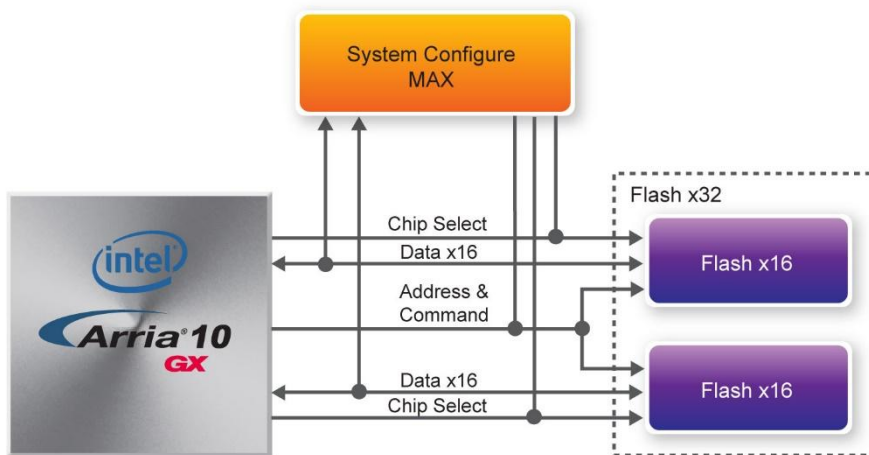 System Configure
MAX
Flash x32
Chip Select
Data x16
Flash x16
intel
Address &
Command
Arria® 10
GX
Data x16
Flash x16
Chip Select